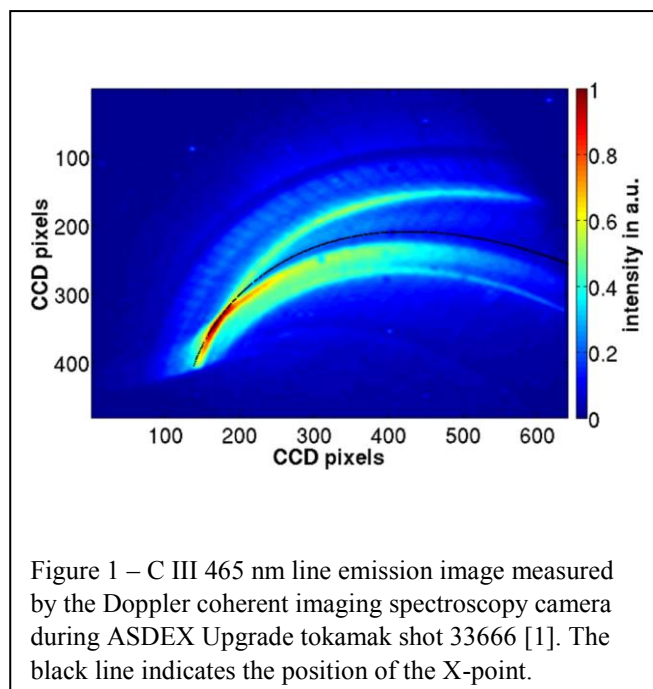 1
0.8
0.6
0.4
0.2
0
intensity in a.u.
100
200
300
400
CCD pixels
100 200 300 400 500 600
CCD pixels
Figure 1 – C III 465 nm line emission image measured
by the Doppler coherent imaging spectroscopy camera
during ASDEX Upgrade tokamak shot 33666 [1]. The
black line indicates the position of the X-point.